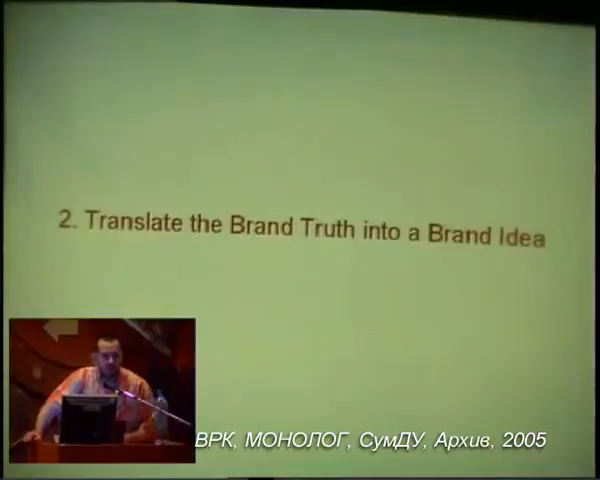 2. Translate the Brand Truth into a Brand Idea
ВРК, МОНОЛОГ, СумДУ, Архив, 2005